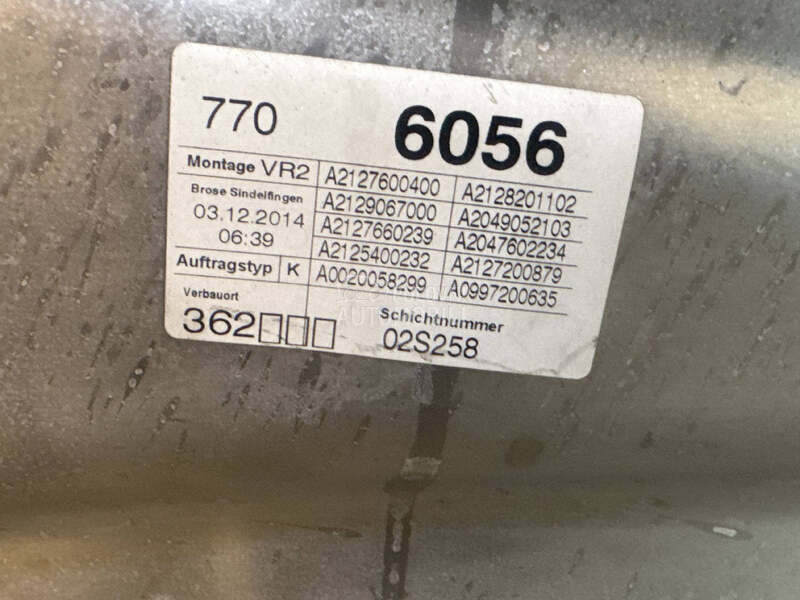 770 6056
Montage VR2 A2127600400 A2128201102
Brose Sindelfingen A2129067000 A2049052103
03.12.2014 A2127660239 A2047602234
06:39 A2125400232 A2127200879
Auftragstyp K A0020058299 A0997200635
Verbauort Schichtnummer
362□□□ 02S258